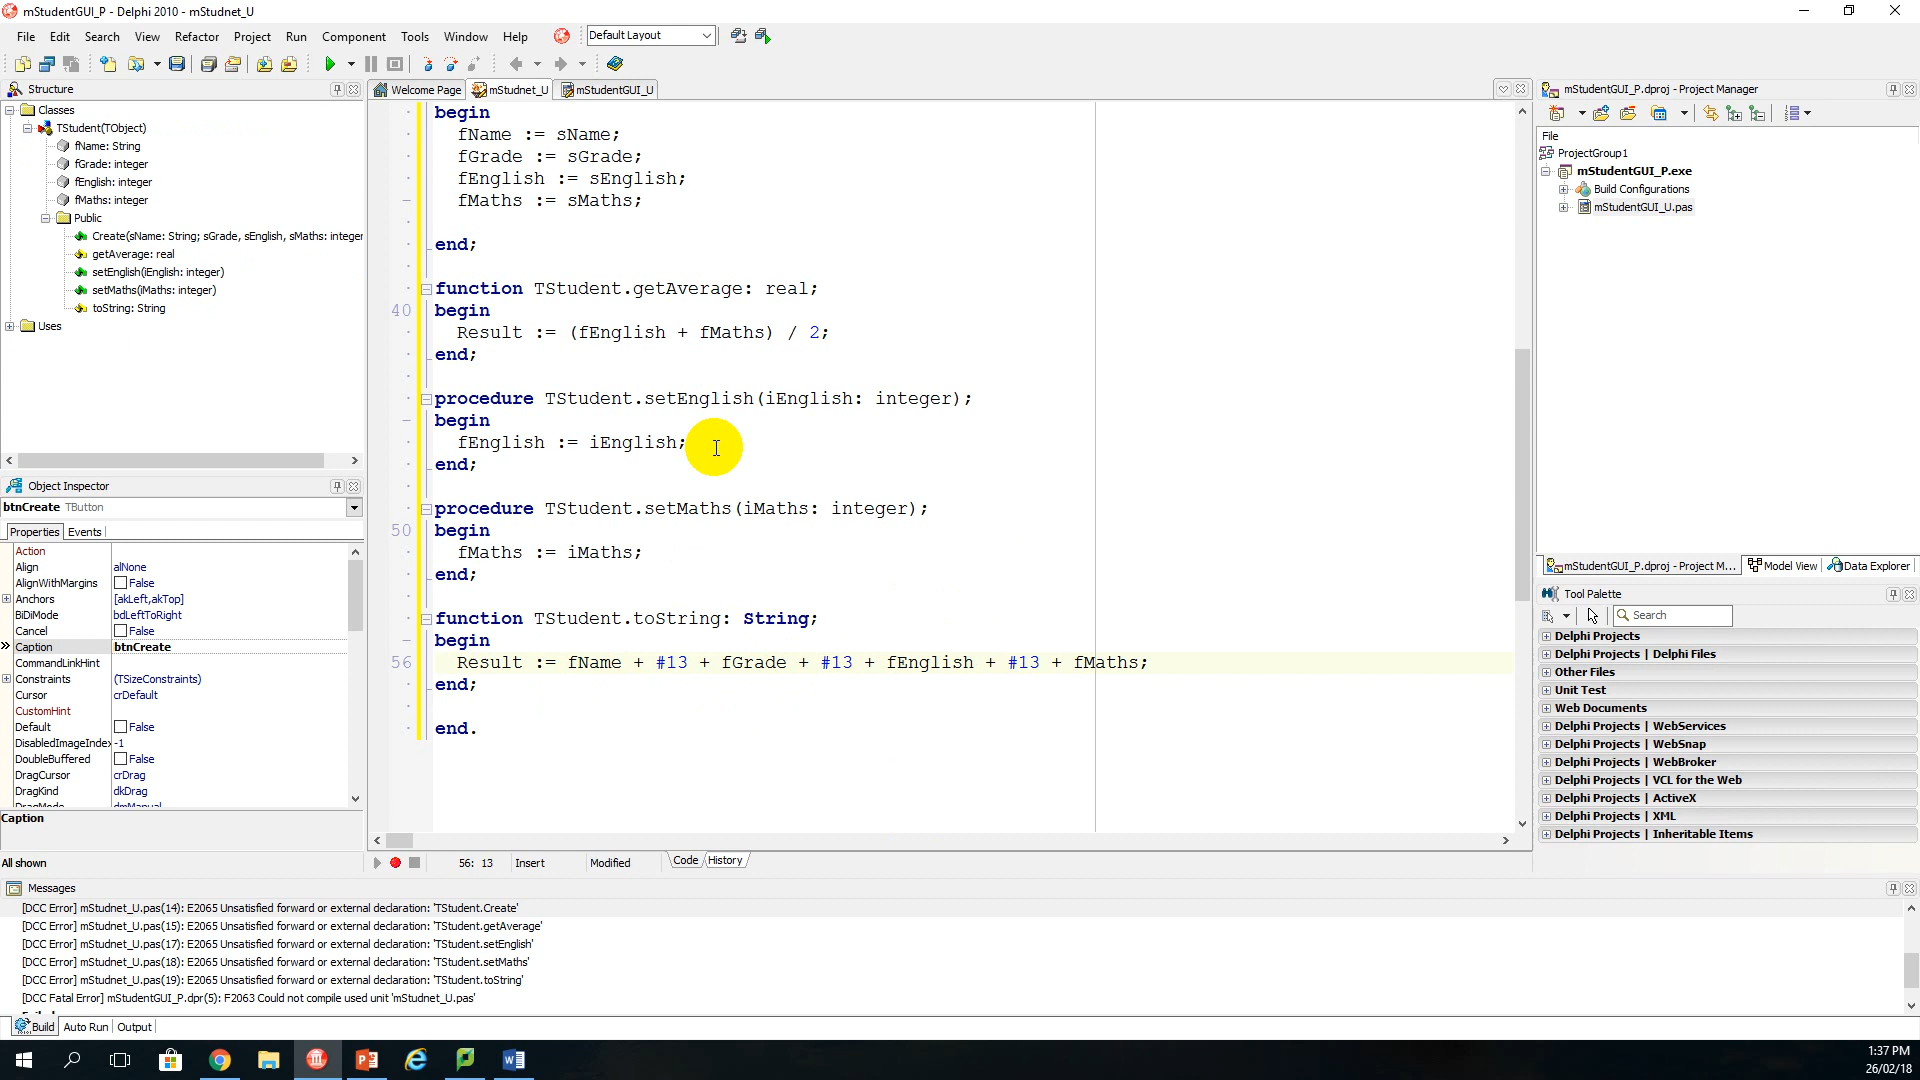 mStudentGUI_P - Delphi 2010 - mStudnet_U
File Edit Search View Refactor Project Run Component Tools Window Help Default Layout
Structure
Classes
TStudent(TObject)
fName: String
fGrade: integer
fEnglish: integer
fMaths: integer
Public
Create(sName: String; sGrade, sEnglish, sMaths: integer
getAverage: real
setEnglish(iEnglish: integer)
setMaths(iMaths: integer)
toString: String
Uses
Object Inspector
btnCreate TButton
Properties Events
Action
Align alNone
AlignWithMargins False
Anchors [akLeft,akTop]
BiDiMode bdLeftToRight
Cancel False
Caption btnCreate
CommandLinkHint
Constraints (TSizeConstraints)
Cursor crDefault
CustomHint
Default False
DisabledImageIndex -1
DoubleBuffered False
DragCursor crDrag
DragKind dkDrag
DragMode dmManual
Caption
All shown
Welcome Page mStudnet_U mStudentGUI_U
begin
fName := sName;
fGrade := sGrade;
fEnglish := sEnglish;
fMaths := sMaths;
end;
function TStudent.getAverage: real;
40 begin
Result := (fEnglish + fMaths) / 2;
end;
procedure TStudent.setEnglish(iEnglish: integer);
begin
fEnglish := iEnglish;
end;
procedure TStudent.setMaths(iMaths: integer);
50 begin
fMaths := iMaths;
end;
function TStudent.toString: String;
begin
56 Result := fName + #13 + fGrade + #13 + fEnglish + #13 + fMaths;
end;
end.
56: 13 Insert Modified Code History
mStudentGUI_P.dproj - Project Manager
File
ProjectGroup1
mStudentGUI_P.exe
Build Configurations
mStudentGUI_U.pas
mStudentGUI_P.dproj - Project M... Model View Data Explorer
Tool Palette
Search
Delphi Projects
Delphi Projects | Delphi Files
Other Files
Unit Test
Web Documents
Delphi Projects | WebServices
Delphi Projects | WebSnap
Delphi Projects | WebBroker
Delphi Projects | VCL for the Web
Delphi Projects | ActiveX
Delphi Projects | XML
Delphi Projects | Inheritable Items
Messages
[DCC Error] mStudnet_U.pas(14): E2065 Unsatisfied forward or external declaration: 'TStudent.Create'
[DCC Error] mStudnet_U.pas(15): E2065 Unsatisfied forward or external declaration: 'TStudent.getAverage'
[DCC Error] mStudnet_U.pas(17): E2065 Unsatisfied forward or external declaration: 'TStudent.setEnglish'
[DCC Error] mStudnet_U.pas(18): E2065 Unsatisfied forward or external declaration: 'TStudent.setMaths'
[DCC Error] mStudnet_U.pas(19): E2065 Unsatisfied forward or external declaration: 'TStudent.toString'
[DCC Fatal Error] mStudentGUI_P.dpr(5): F2063 Could not compile used unit 'mStudnet_U.pas'
Build Auto Run Output
1:37 PM
26/02/18